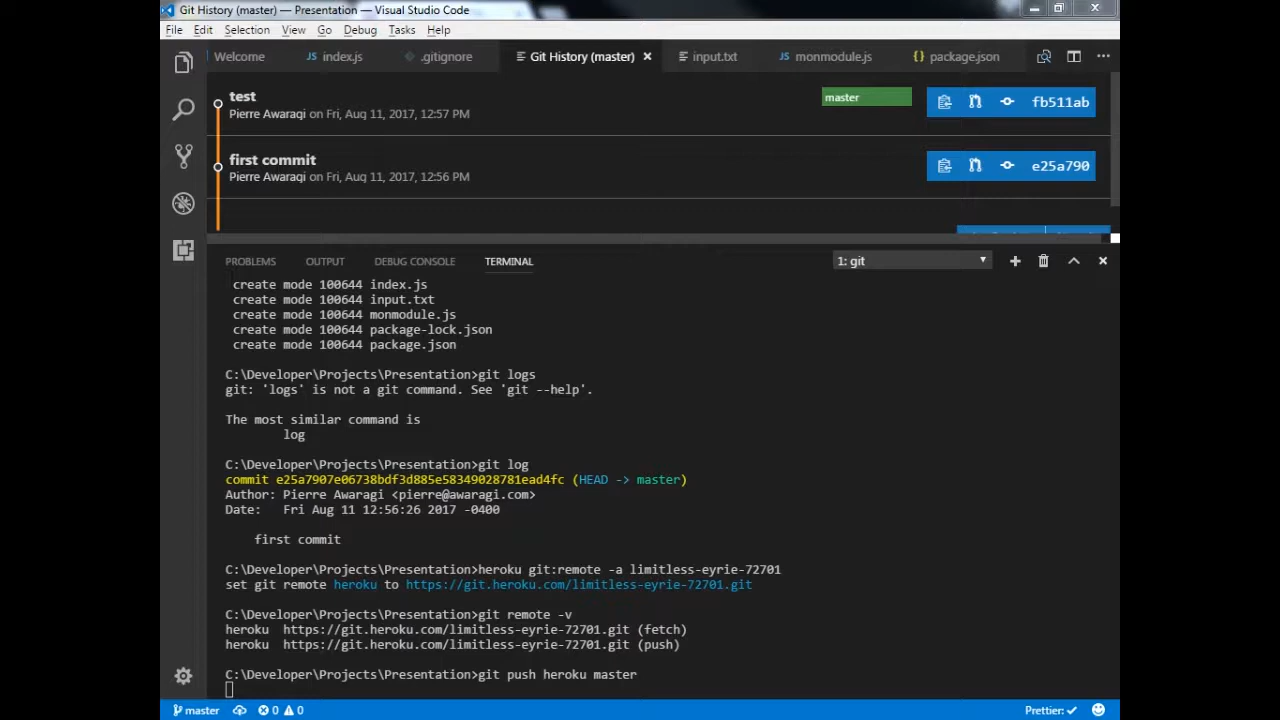 Git History (master) — Presentation — Visual Studio Code
File Edit Selection View Go Debug Tasks Help
Welcome index.js .gitignore Git History (master) input.txt monmodule.js package.json
JS JS {}
test
master
fb511ab
Pierre Awaragi on Fri, Aug 11, 2017, 12:57 PM
first commit
e25a790
Pierre Awaragi on Fri, Aug 11, 2017, 12:56 PM
PROBLEMS OUTPUT DEBUG CONSOLE TERMINAL 1: git
create mode 100644 index.js
create mode 100644 input.txt
create mode 100644 monmodule.js
create mode 100644 package-lock.json
create mode 100644 package.json
C:\Developer\Projects\Presentation>git logs
git: 'logs' is not a git command. See 'git --help'.
The most similar command is
log
C:\Developer\Projects\Presentation>git log
commit e25a7907e06738bdf3d885e58349028781ead4fc (HEAD -> master)
Author: Pierre Awaragi <pierre@awaragi.com>
Date: Fri Aug 11 12:56:26 2017 -0400
first commit
C:\Developer\Projects\Presentation>heroku git:remote -a limitless-eyrie-72701
set git remote heroku to https://git.heroku.com/limitless-eyrie-72701.git
C:\Developer\Projects\Presentation>git remote -v
heroku https://git.heroku.com/limitless-eyrie-72701.git (fetch)
heroku https://git.heroku.com/limitless-eyrie-72701.git (push)
C:\Developer\Projects\Presentation>git push heroku master
master 0 0 Prettier: ✓